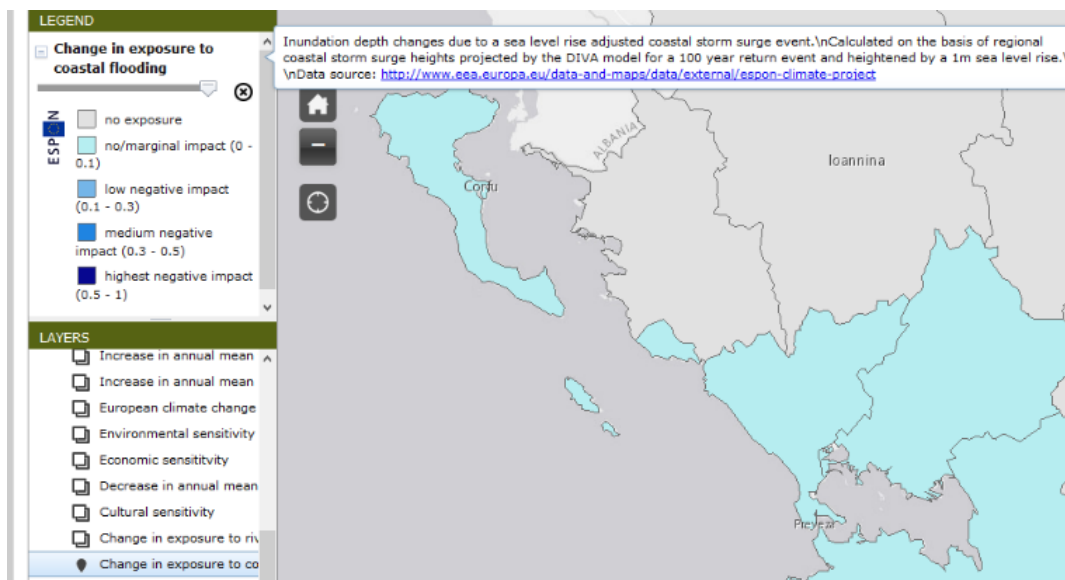 LEGEND
Change in exposure to
coastal flooding
no exposure
no/marginal impact (0 -
0.1)
low negative impact
(0.1 - 0.3)
medium negative
impact (0.3 - 0.5)
highest negative impact
(0.5 - 1)
ESPON
Inundation depth changes due to a sea level rise adjusted coastal storm surge event.\nCalculated on the basis of regional
coastal storm surge heights projected by the DIVA model for a 100 year return event and heightened by a 1m sea level rise.\
\nData source: http://www.eea.europa.eu/data-and-maps/data/external/espon-climate-project
ALBANIA
Ioannina
Corfu
Preveza
LAYERS
Increase in annual mean
Increase in annual mean
European climate change
Environmental sensitivity
Economic sensitvity
Decrease in annual mean
Cultural sensitivity
Change in exposure to riv
Change in exposure to co